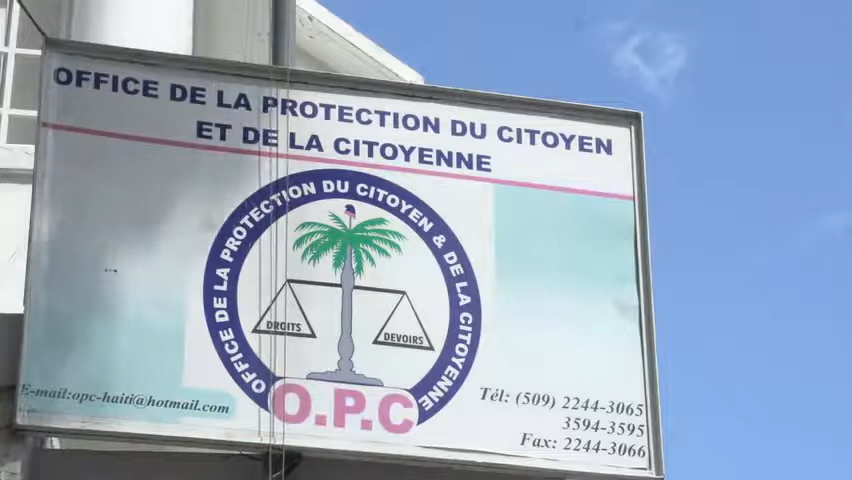 OFFICE DE LA PROTECTION DU CITOYEN
ET DE LA CITOYENNE
OFFICE DE LA PROTECTION DU CITOYEN & DE LA CITOYENNE
DROITS
DEVOIRS
O.P.C
E-mail:opc-haiti@hotmail.com
Tél: (509) 2244-3065
3594-3595
Fax: 2244-3066